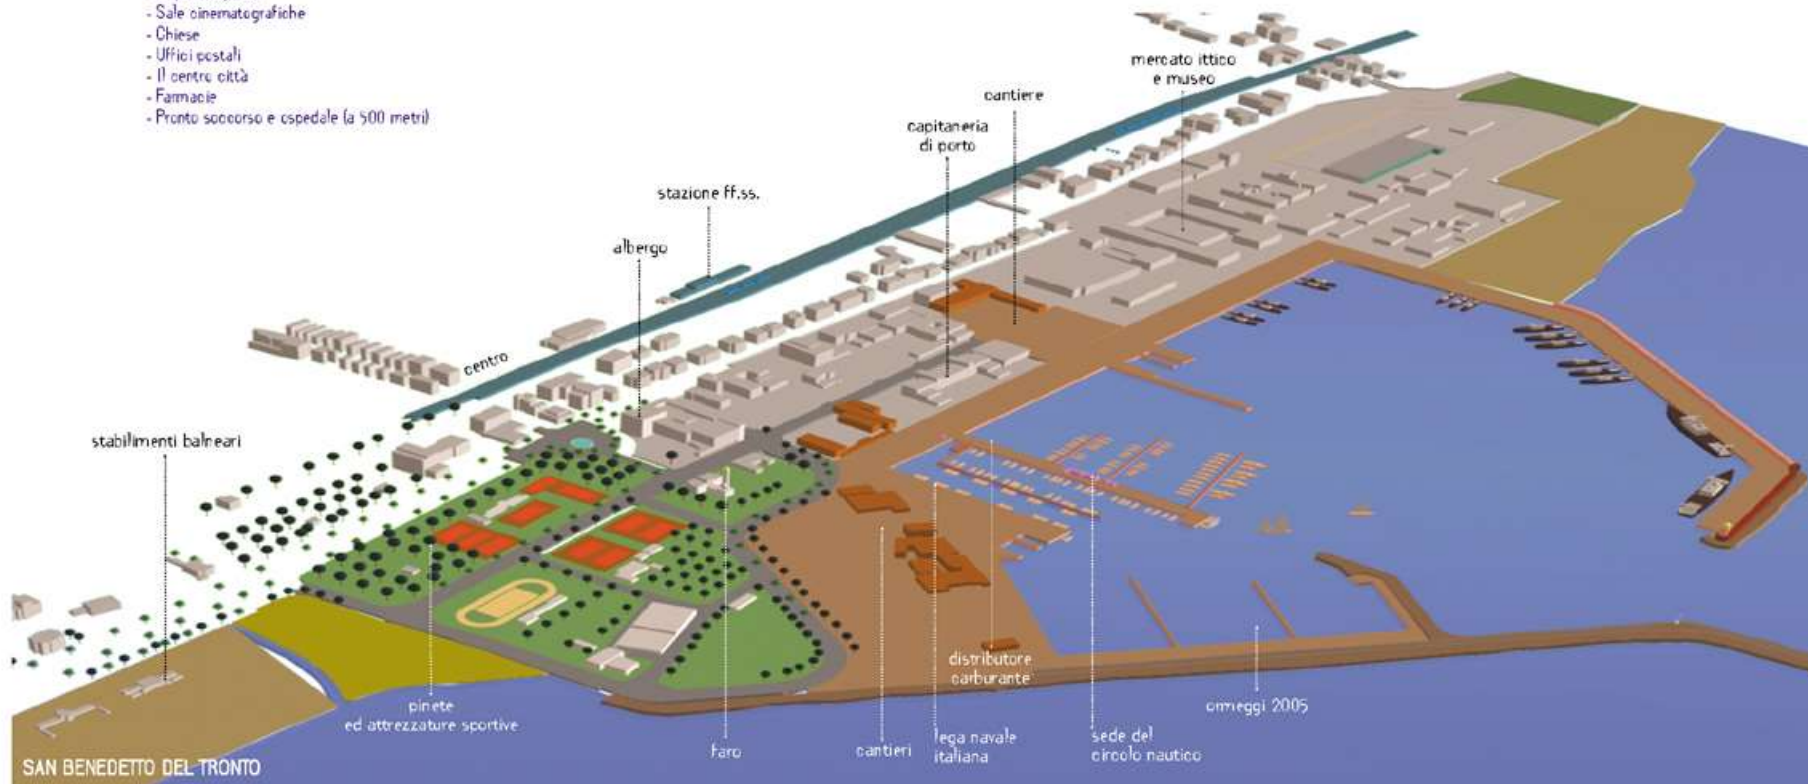 - Sale cinematografiche
- Chiese
- Uffici postali
- Il centro città
- Farmacie
- Pronto soccorso e ospedale (a 500 metri)
mercato ittico
e museo
cantiere
capitaneria
di porto
stazione ff.ss.
albergo
centro
stabilimenti balneari
distributore
carburante
pinete
ed attrezzature sportive
ormeggi 2005
faro
cantieri
lega navale
italiana
sede del
circolo nautico
SAN BENEDETTO DEL TRONTO